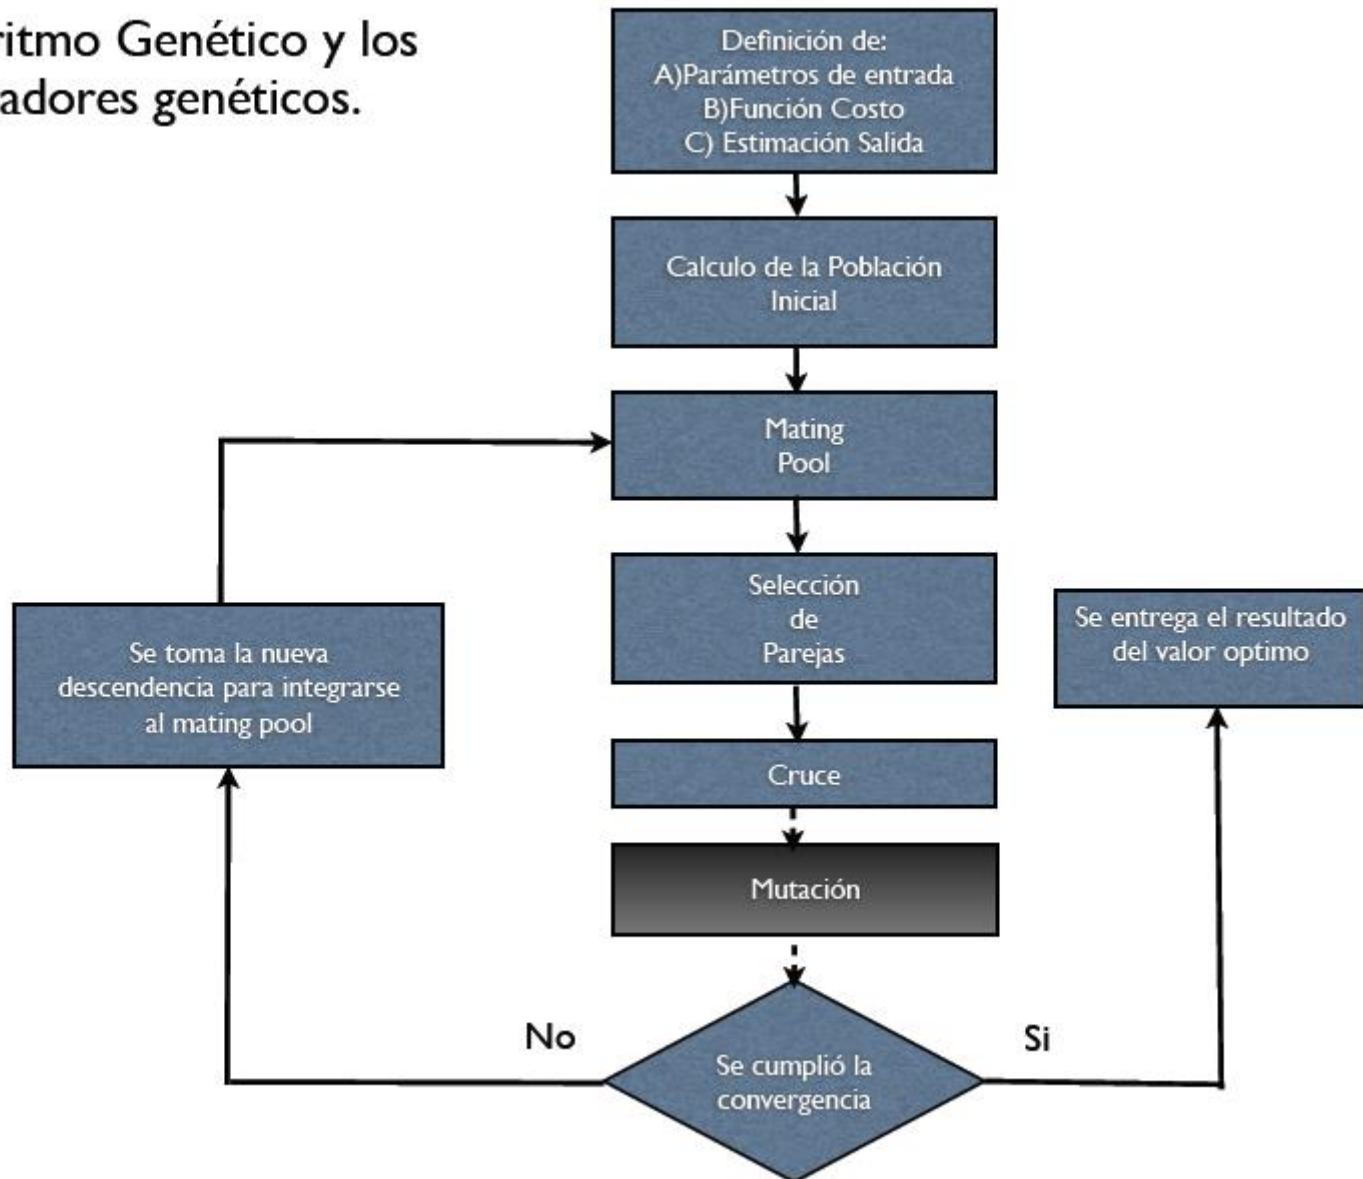 ritmo Genético y los
adores genéticos.
Definición de:
A)Parámetros de entrada
B)Función Costo
C) Estimación Salida
Calculo de la Población
Inicial
Mating
Pool
Selección
de
Parejas
Se toma la nueva
descendencia para integrarse
al mating pool
Se entrega el resultado
del valor optimo
Cruce
Mutación
No
Si
Se cumplió la
convergencia